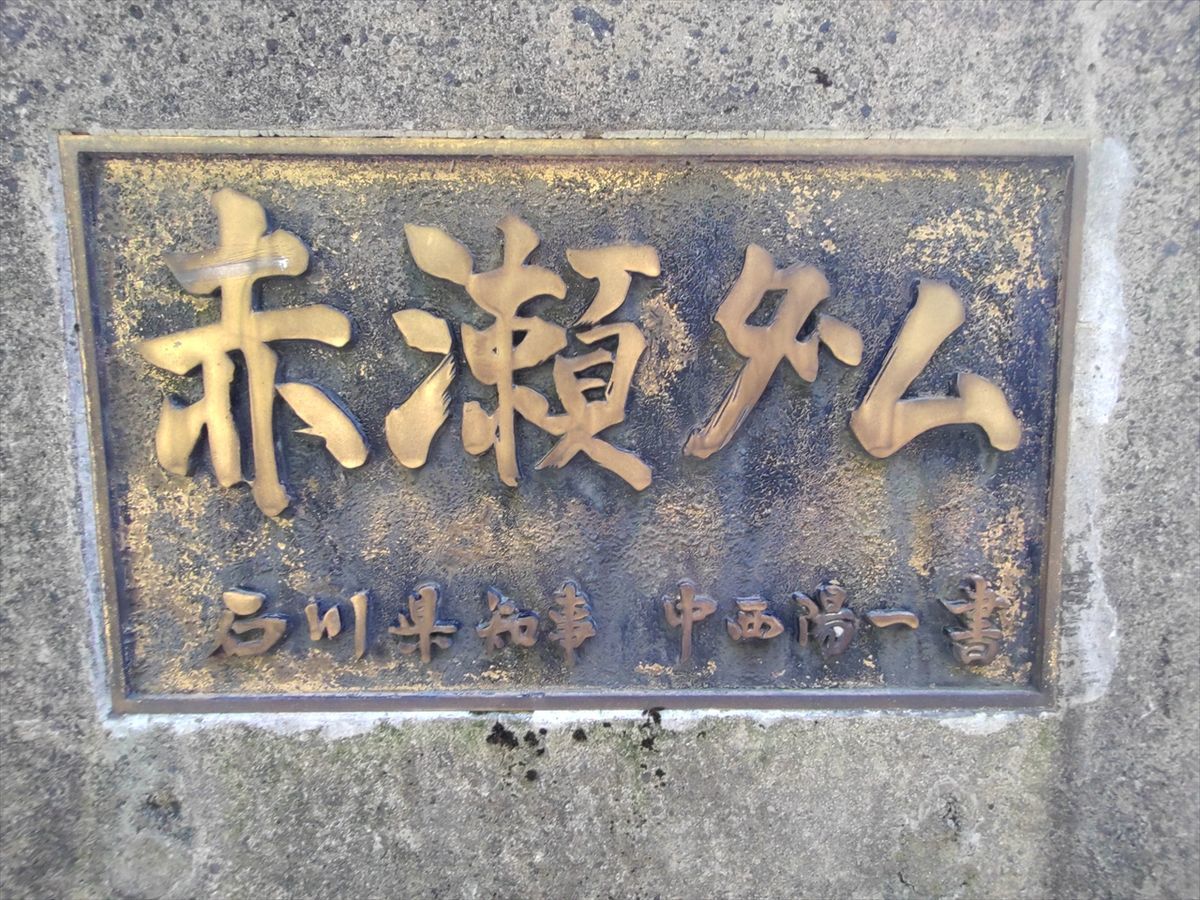 赤瀬ダム
石川県知事 中西陽一 書